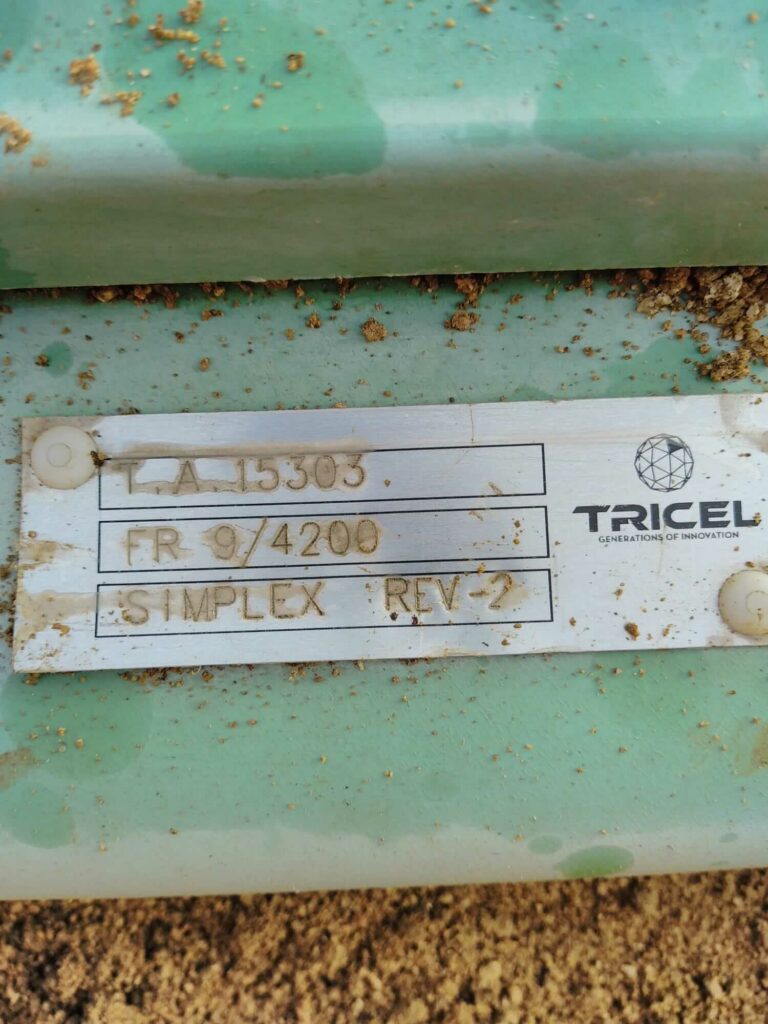 T.A.15303
FR 9/4200
SIMPLEX REV-2
TRICEL
GENERATIONS OF INNOVATION